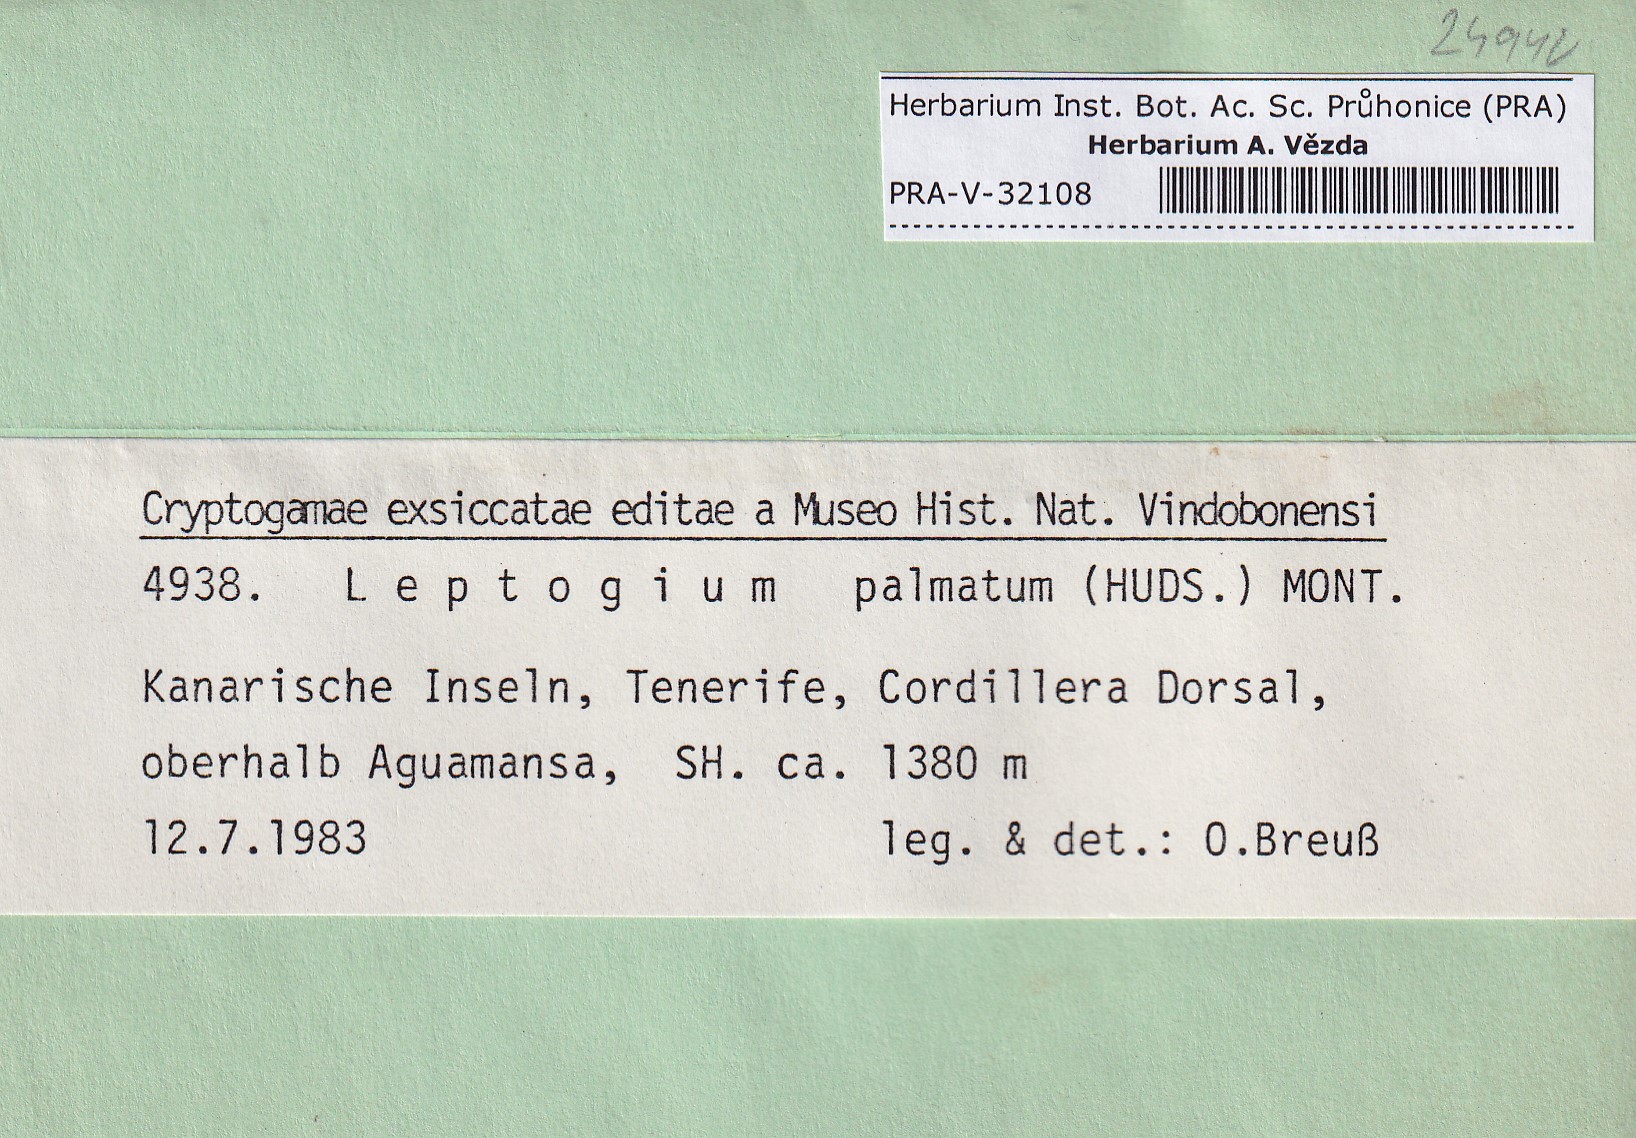 Herbarium Inst. Bot. Ac. Sc. Průhonice (PRA)
Herbarium A. Vězda
PRA-V-32108
Cryptogamae exsiccatae editae a Museo Hist. Nat. Vindobonensi
4938. L e p t o g i u m palmatum (HUDS.) MONT.
Kanarische Inseln, Tenerife, Cordillera Dorsal,
oberhalb Aguamansa, SH. ca. 1380 m
12.7.1983 leg. & det.: O.Breuß